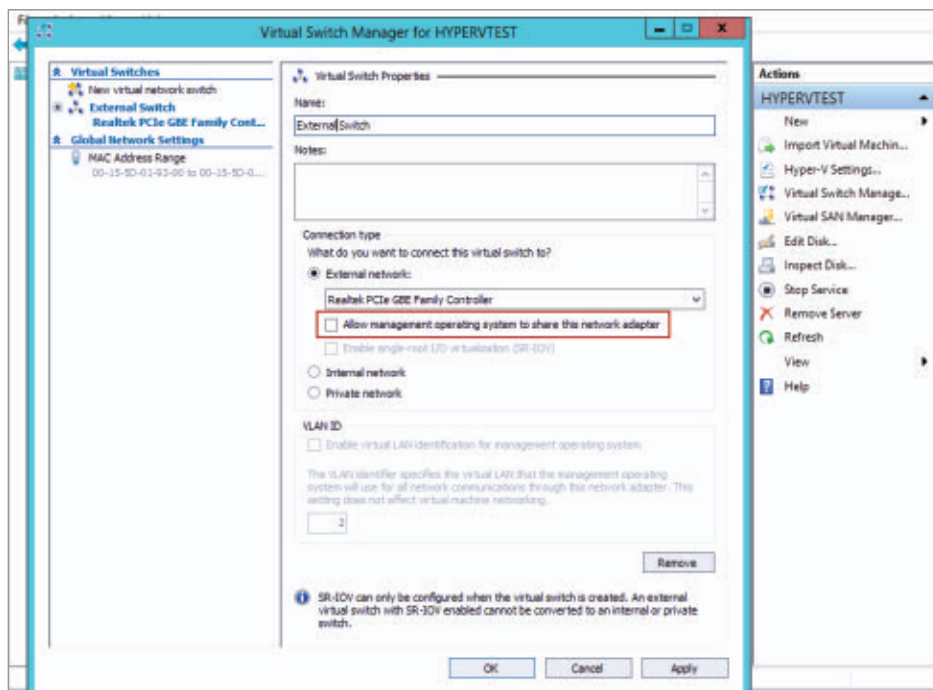 Virtual Switch Manager for HYPERVTEST
Virtual Switches
New virtual network switch
External Switch
Realtek PCIe GBE Family Cont...
Global Network Settings
MAC Address Range
00-15-5D-01-93-00 to 00-15-5D-0...
Virtual Switch Properties
Name:
External Switch
Notes:
Connection type
What do you want to connect this virtual switch to?
External network:
Realtek PCIe GBE Family Controller
Allow management operating system to share this network adapter
Enable single-root I/O virtualization (SR-IOV)
Internal network
Private network
VLAN ID
Enable virtual LAN identification for management operating system
The VLAN identifier specifies the virtual LAN that the management operating
system will use for all network communications through this network adapter. This
setting does not affect virtual machine networking.
2
Remove
SR-IOV can only be configured when the virtual switch is created. An external
virtual switch with SR-IOV enabled cannot be converted to an internal or private
switch.
OK
Cancel
Apply
Actions
HYPERVTEST
New
Import Virtual Machin...
Hyper-V Settings...
Virtual Switch Manage...
Virtual SAN Manager...
Edit Disk...
Inspect Disk...
Stop Service
Remove Server
Refresh
View
Help